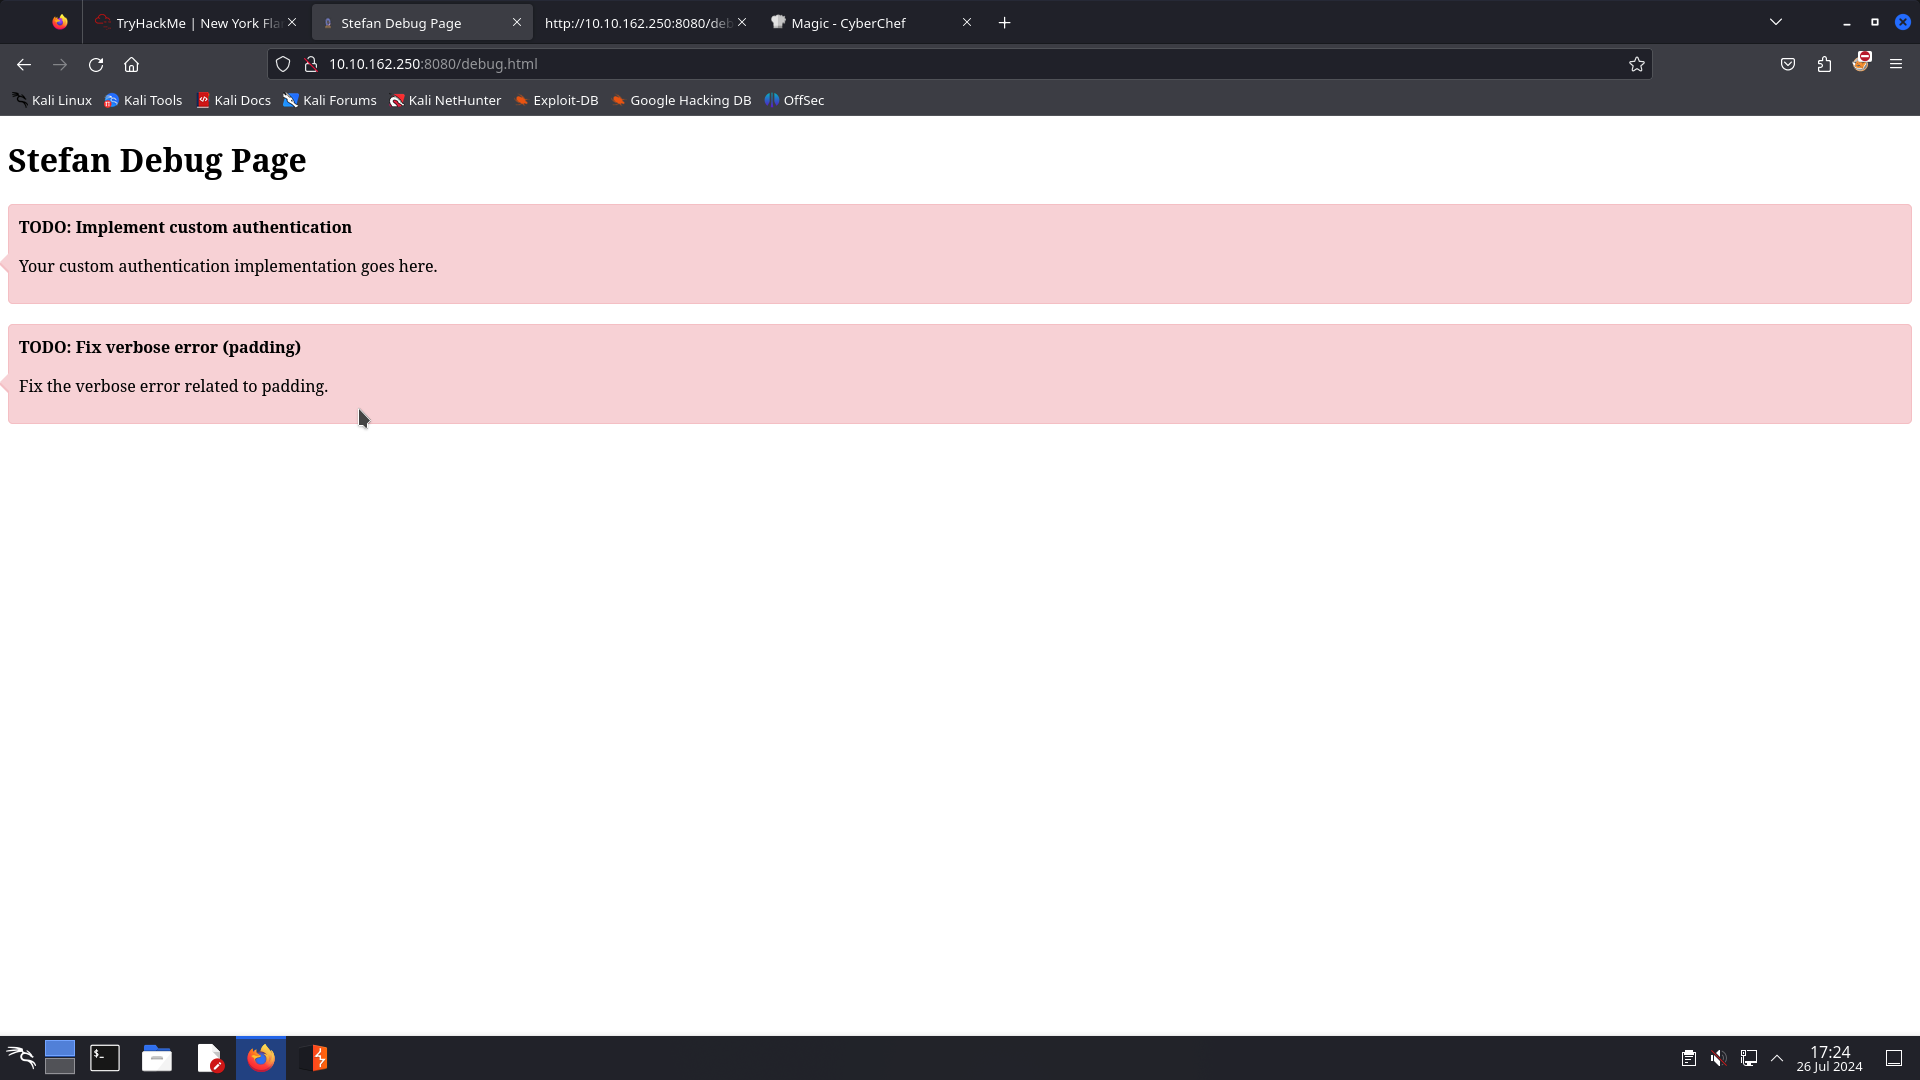 TryHackMe | New York Fla
Stefan Debug Page
http://10.10.162.250:8080/deb
Magic - CyberChef
10.10.162.250:8080/debug.html
Kali Linux
Kali Tools
Kali Docs
Kali Forums
Kali NetHunter
Exploit-DB
Google Hacking DB
OffSec
Stefan Debug Page
TODO: Implement custom authentication
Your custom authentication implementation goes here.
TODO: Fix verbose error (padding)
Fix the verbose error related to padding.
17:24
26 Jul 2024